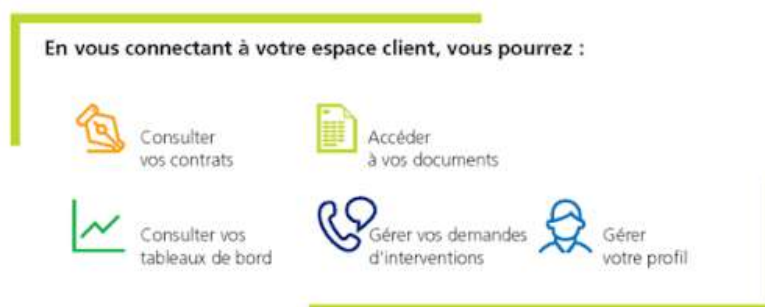 En vous connectant à votre espace client, vous pourrez :
Consulter
vos contrats
Accéder
à vos documents
Consulter vos
tableaux de bord
Gérer vos demandes
d'interventions
Gérer
votre profil